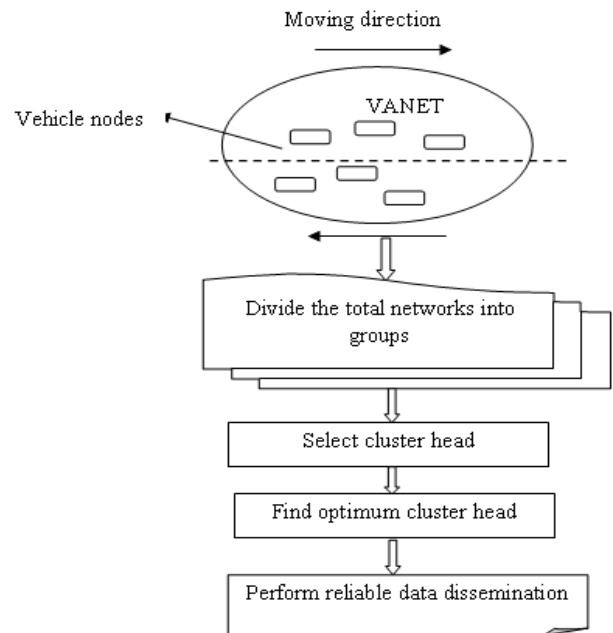 Moving direction
VANET
Vehicle nodes
Divide the total networks into
groups
Select cluster head
Find optimum cluster head
Perform reliable data dissemination